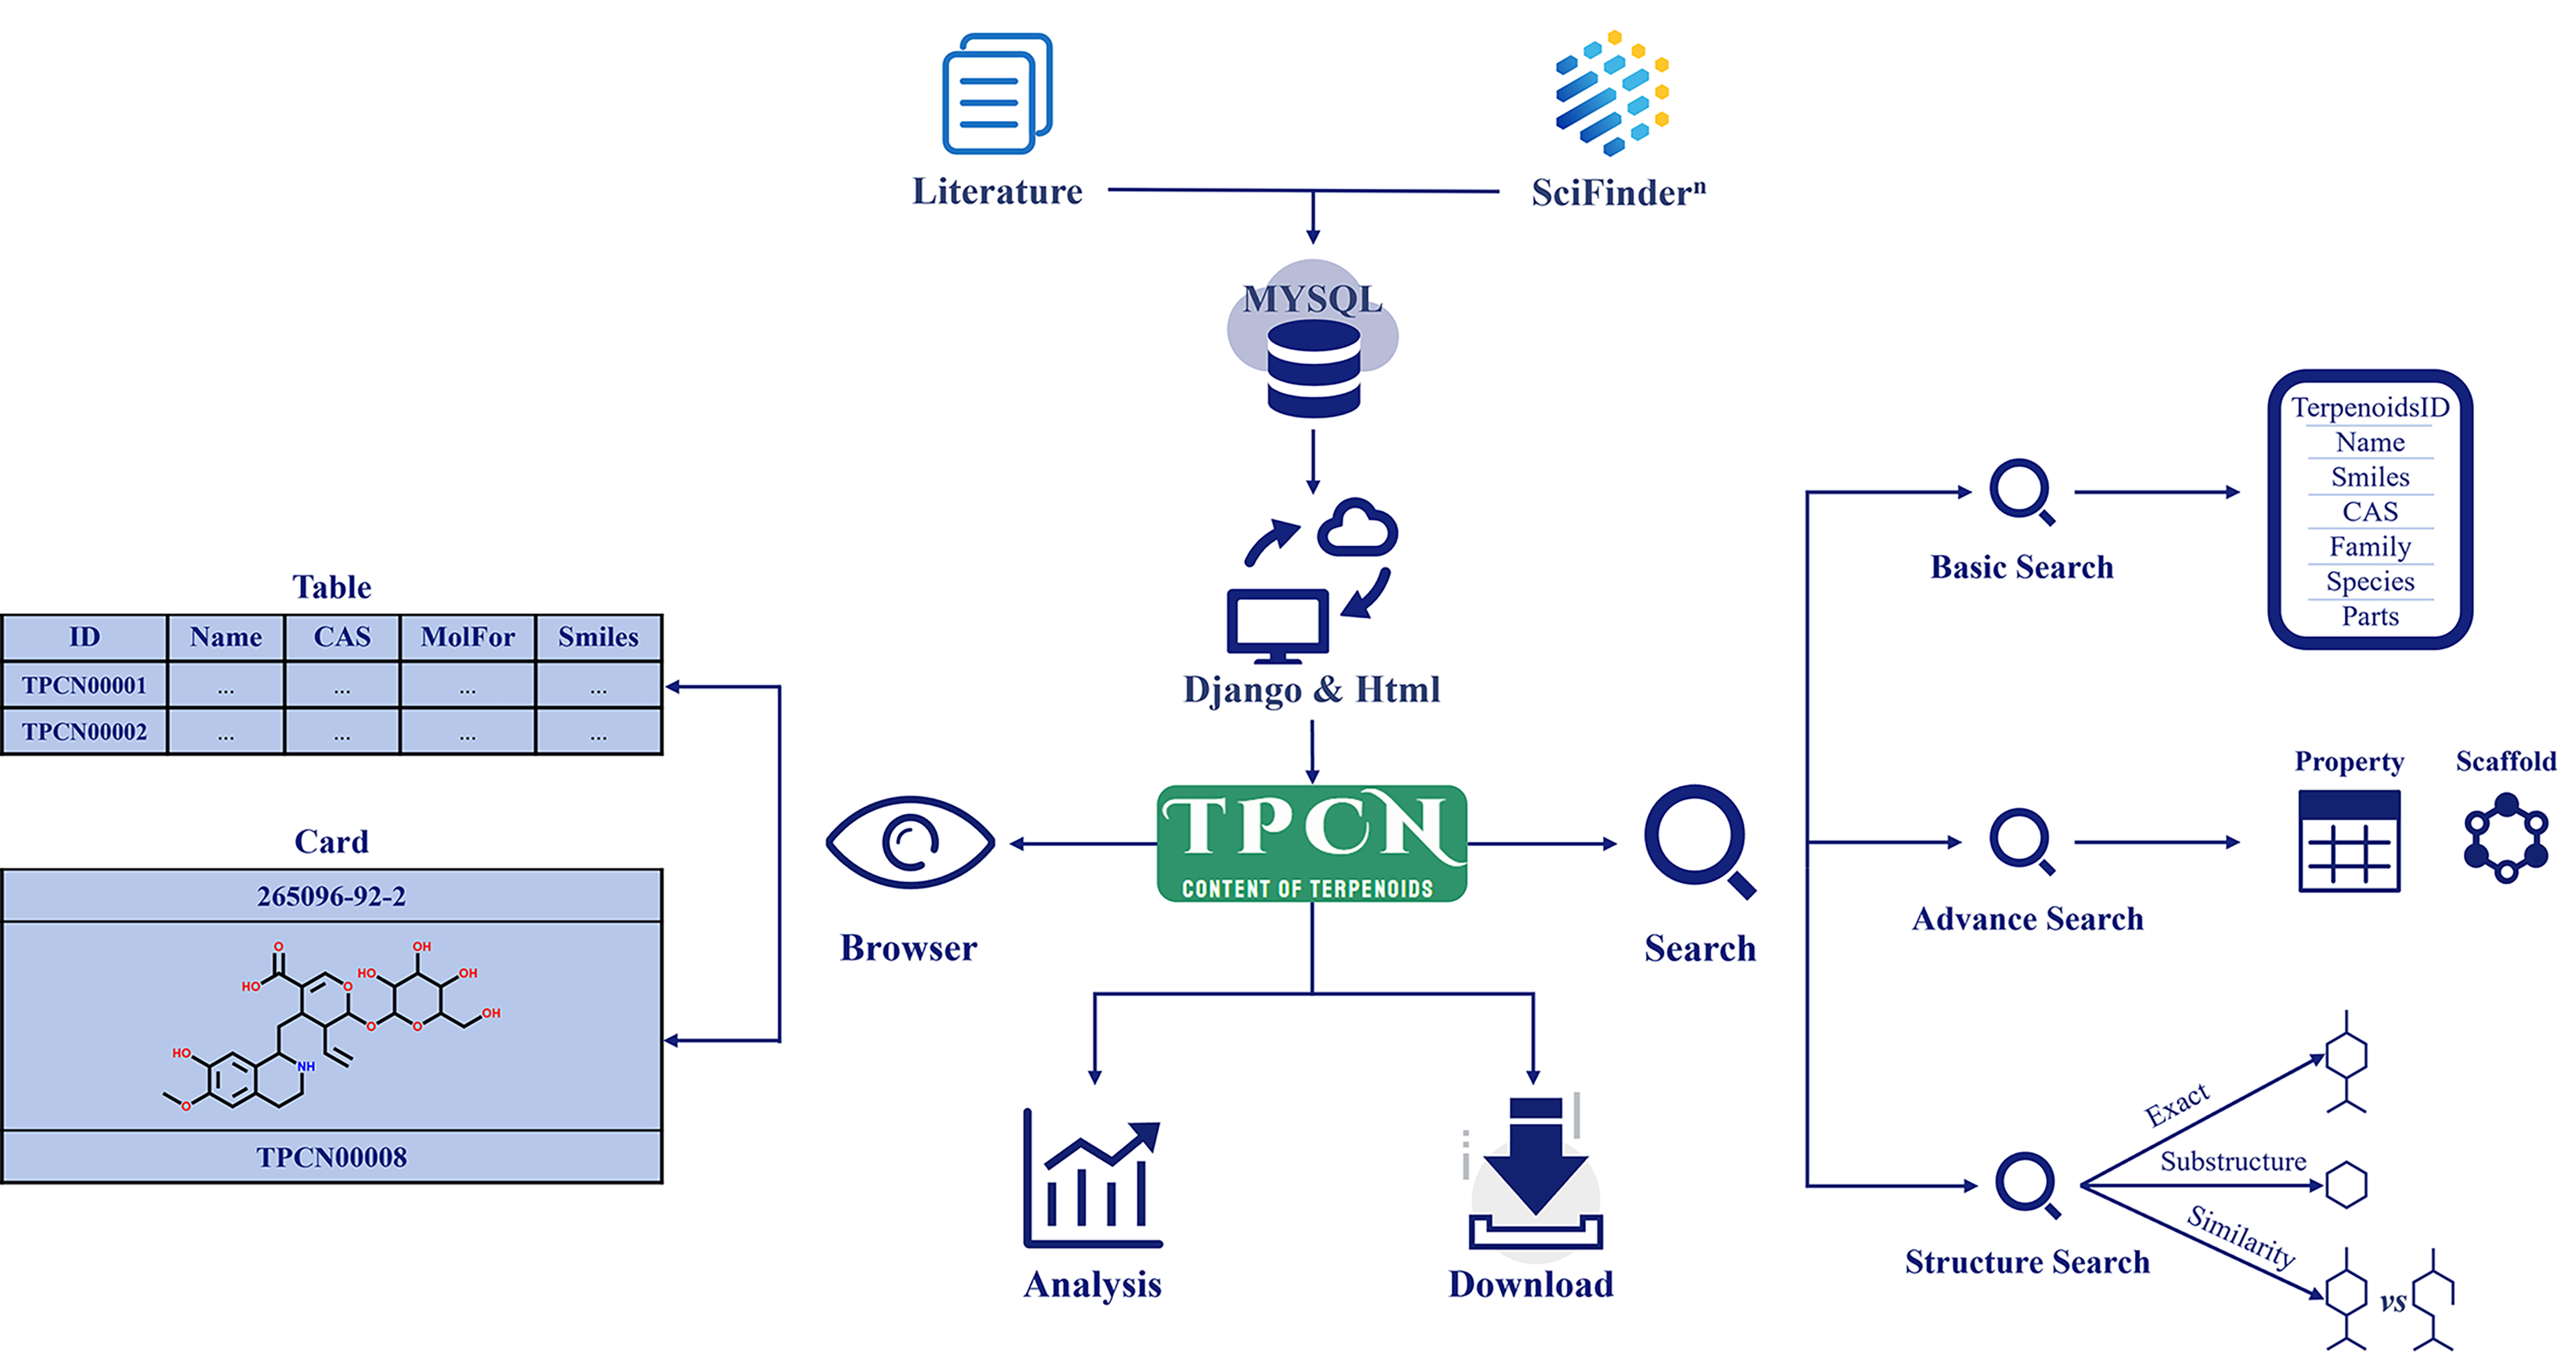 Literature
SciFinderⁿ
MYSQL
Django & Html
TPCN
CONTENT OF TERPENOIDS
Browser
Search
Analysis
Download
Table
ID Name CAS MolFor Smiles
TPCN00001 ... ... ... ...
TPCN00002 ... ... ... ...
Card
265096-92-2
O
HO
O
O
O
HO
OH
OH
OH
HO
NH
O
TPCN00008
Basic Search
TerpenoidsID
Name
Smiles
CAS
Family
Species
Parts
Advance Search
Property
Scaffold
Structure Search
Exact
Substructure
Similarity
vs